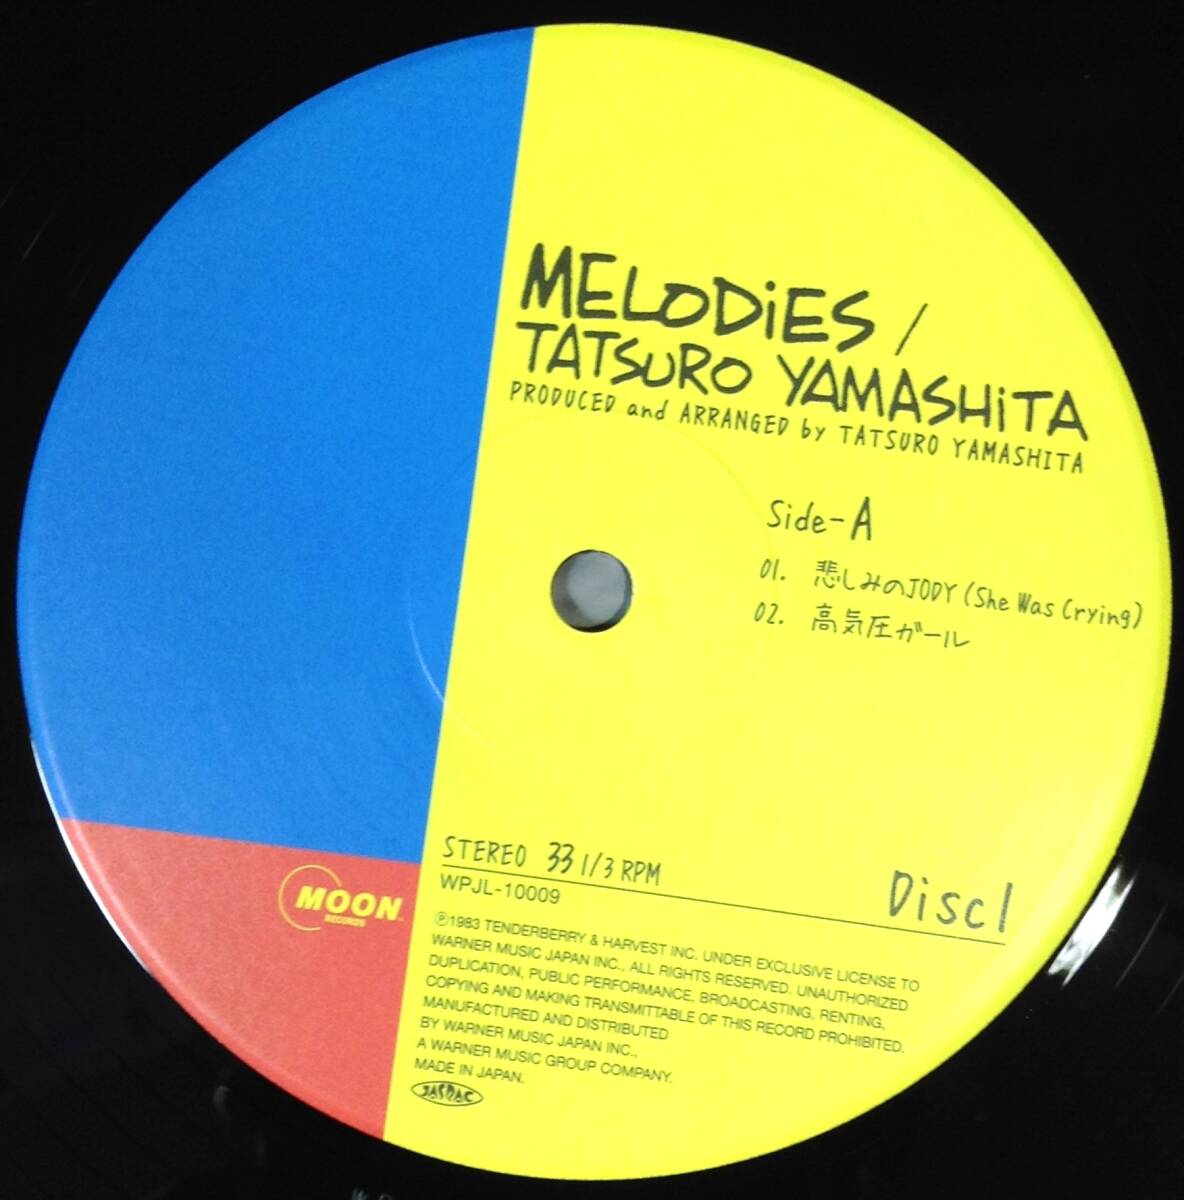 MELODiES /
TATSURO YAMASHiTA
PRODUCED and ARRANGED by TATSURO YAMASHITA
Side-A
01. 悲しみのJODY (She Was Crying)
02. 高気圧ガール
STEREO 33 1/3 RPM
WPJL-10009
Disc1
MOON
RECORDS
℗1983 TENDERBERRY & HARVEST INC. UNDER EXCLUSIVE LICENSE TO
WARNER MUSIC JAPAN INC., ALL RIGHTS RESERVED. UNAUTHORIZED
DUPLICATION, PUBLIC PERFORMANCE, BROADCASTING, RENTING,
COPYING AND MAKING TRANSMITTABLE OF THIS RECORD PROHIBITED.
MANUFACTURED AND DISTRIBUTED
BY WARNER MUSIC JAPAN INC.,
A WARNER MUSIC GROUP COMPANY.
MADE IN JAPAN.
JASRAC